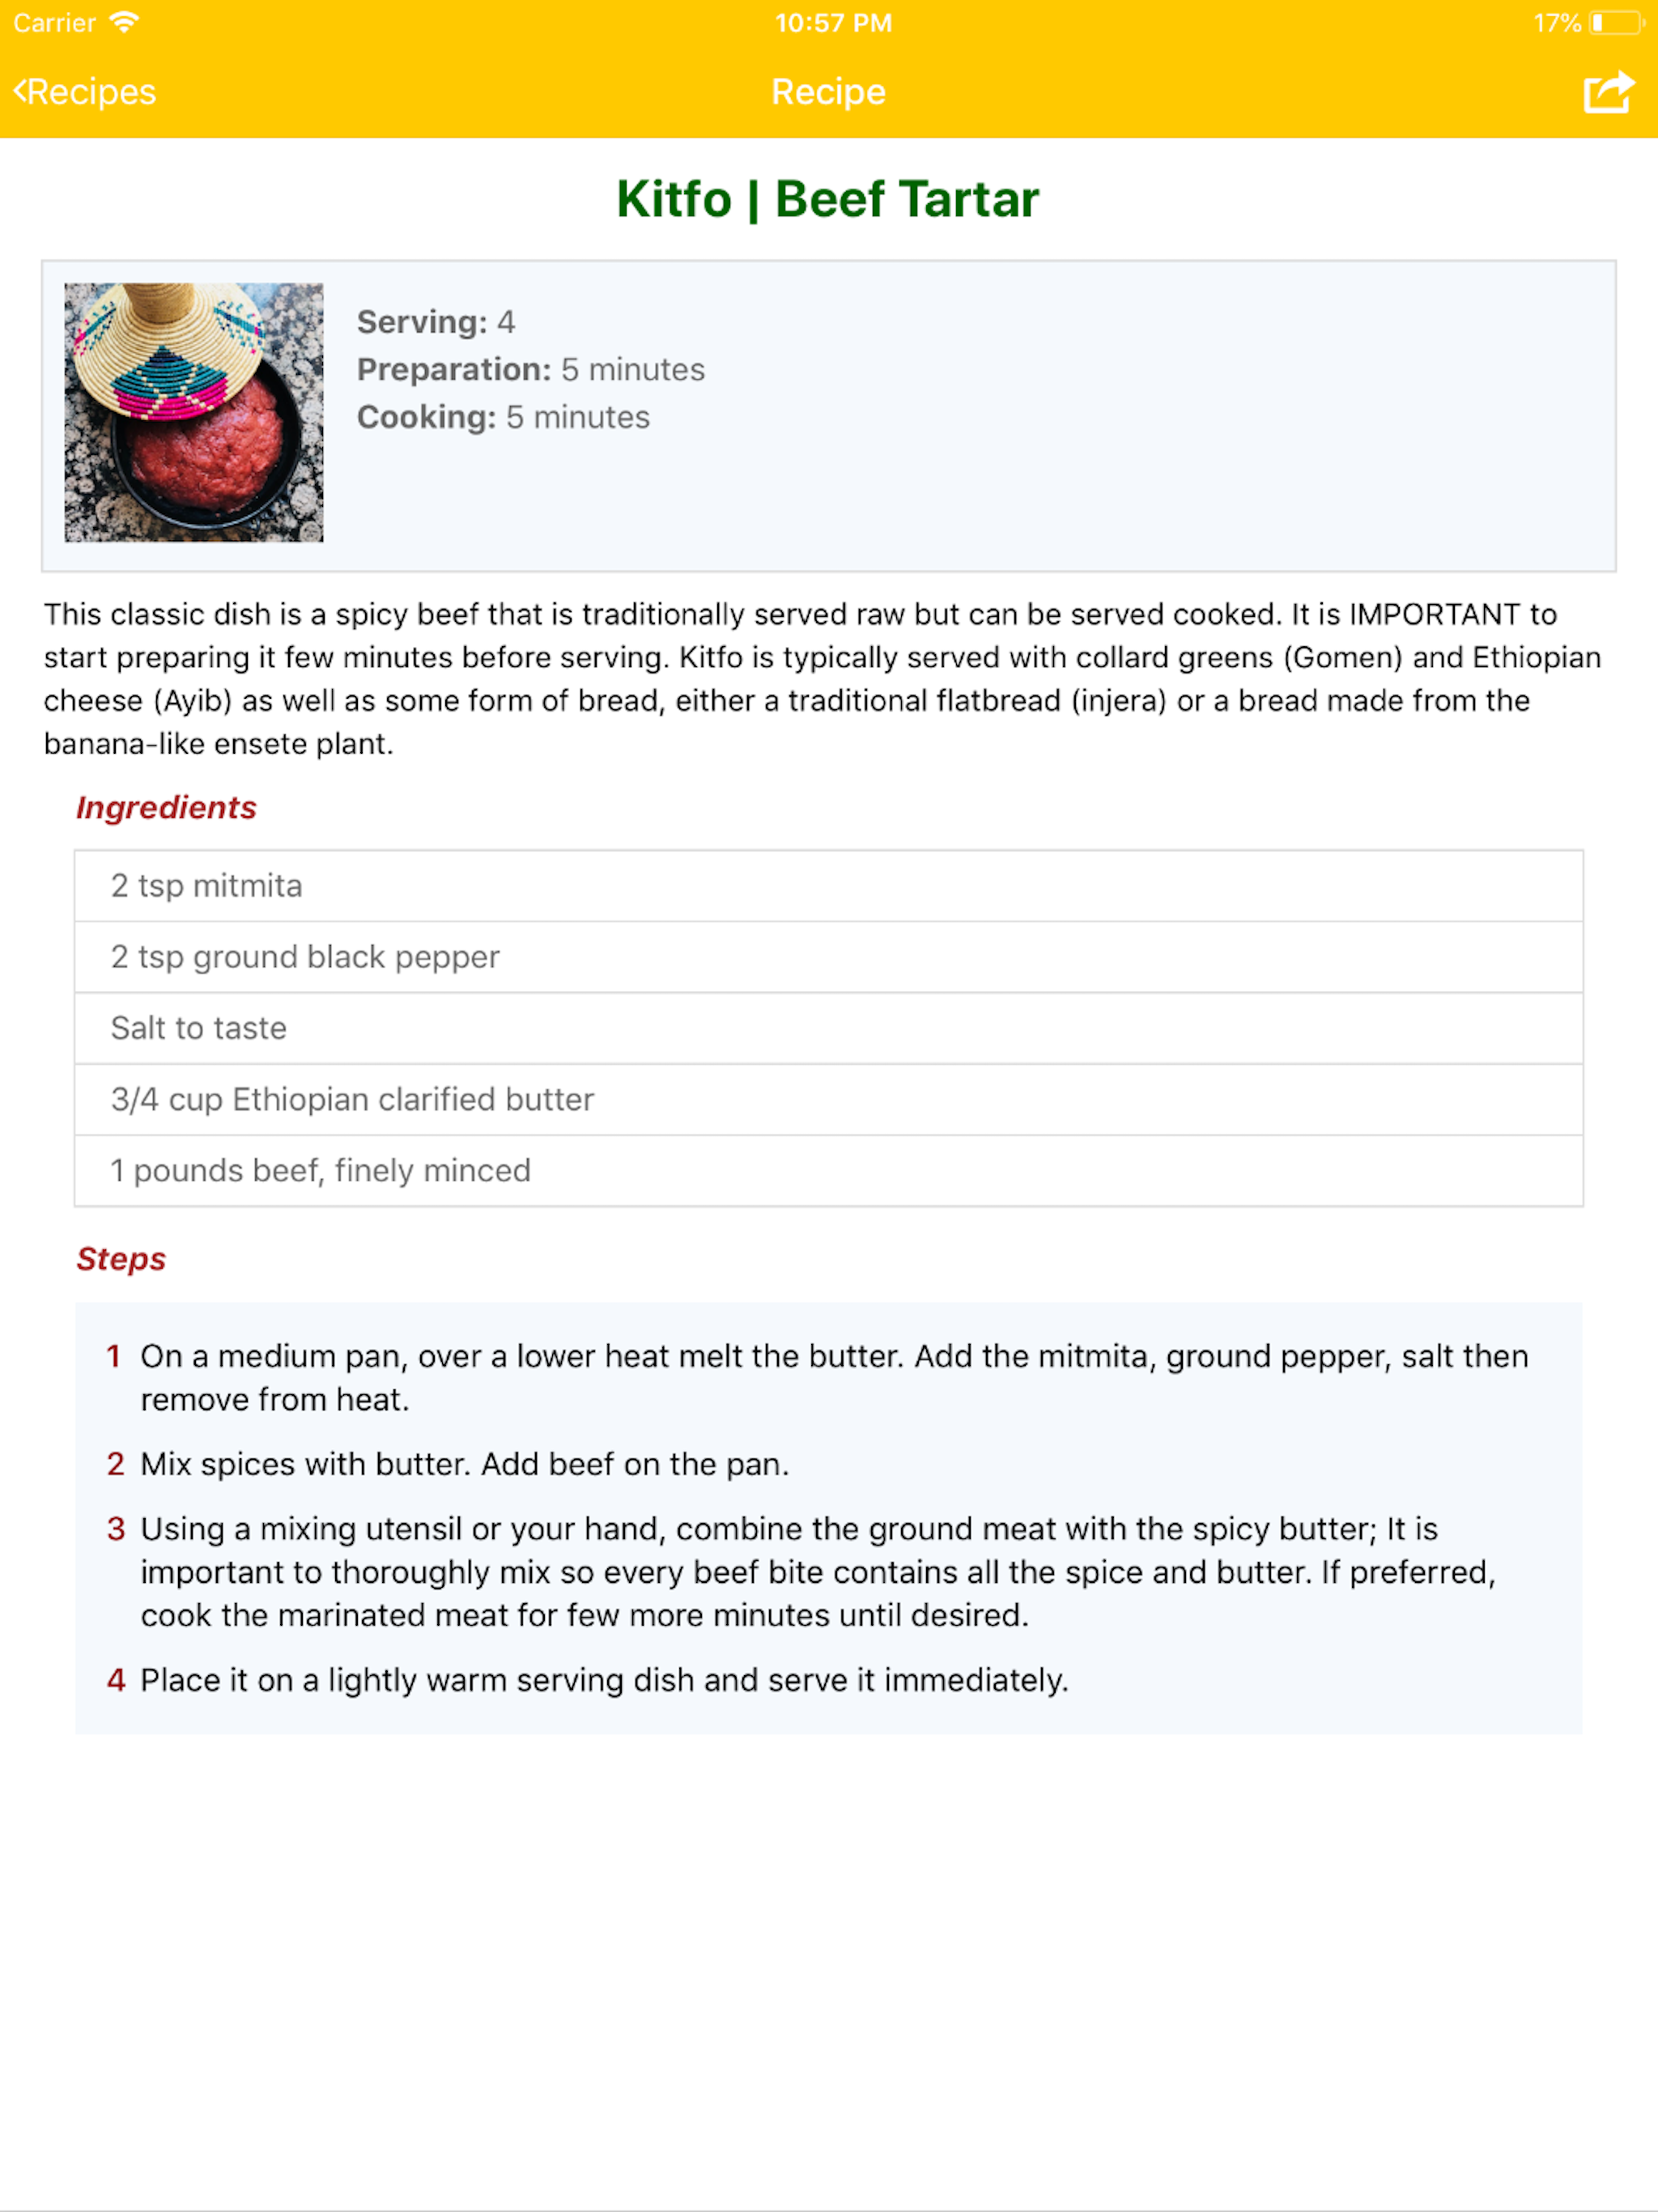 Carrier
10:57 PM
17%
Recipes
Recipe
Kitfo | Beef Tartar
Serving: 4
Preparation: 5 minutes
Cooking: 5 minutes
This classic dish is a spicy beef that is traditionally served raw but can be served cooked. It is IMPORTANT to
start preparing it few minutes before serving. Kitfo is typically served with collard greens (Gomen) and Ethiopian
cheese (Ayib) as well as some form of bread, either a traditional flatbread (injera) or a bread made from the
banana-like ensete plant.
Ingredients
2 tsp mitmita
2 tsp ground black pepper
Salt to taste
3/4 cup Ethiopian clarified butter
1 pounds beef, finely minced
Steps
1 On a medium pan, over a lower heat melt the butter. Add the mitmita, ground pepper, salt then
remove from heat.
2 Mix spices with butter. Add beef on the pan.
3 Using a mixing utensil or your hand, combine the ground meat with the spicy butter; It is
important to thoroughly mix so every beef bite contains all the spice and butter. If preferred,
cook the marinated meat for few more minutes until desired.
4 Place it on a lightly warm serving dish and serve it immediately.